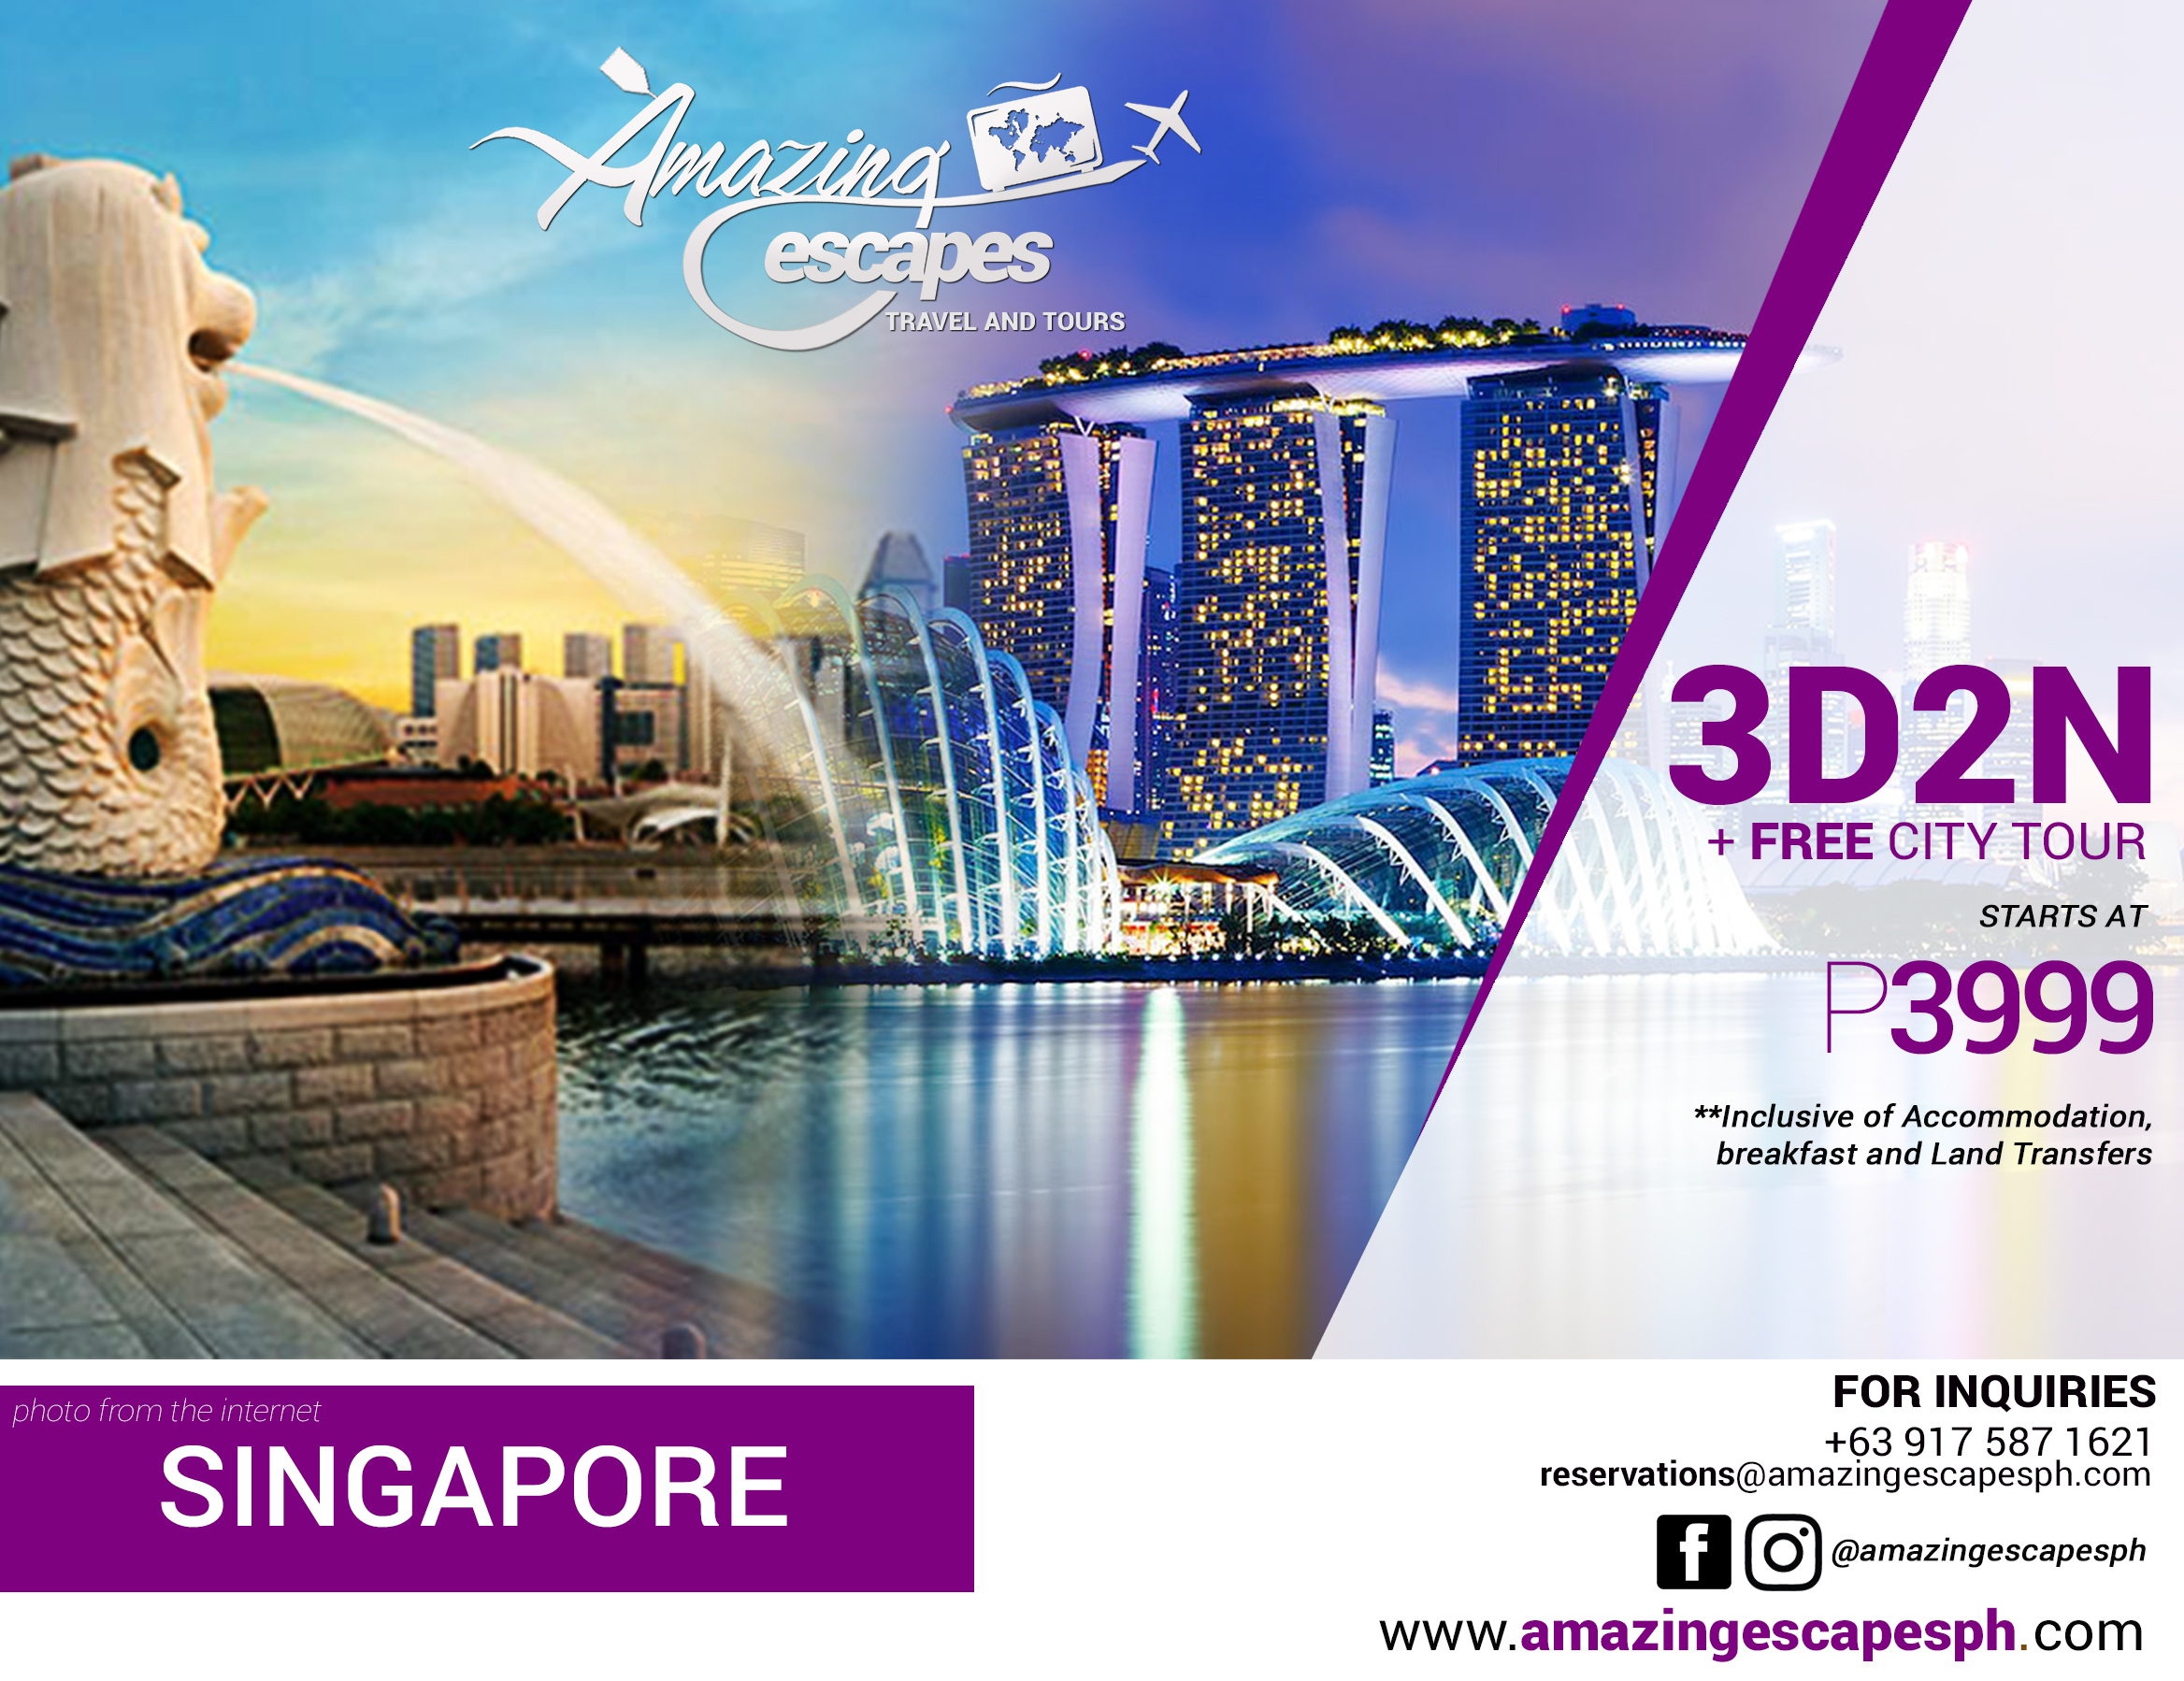 Amazing
escapes
TRAVEL AND TOURS
3D2N
+ FREE CITY TOUR
STARTS AT
P3999
**Inclusive of Accommodation,
breakfast and Land Transfers
photo from the internet
SINGAPORE
FOR INQUIRIES
+63 917 587 1621
reservations@amazingescapesph.com
@amazingescapesph
www.amazingescapesph.com